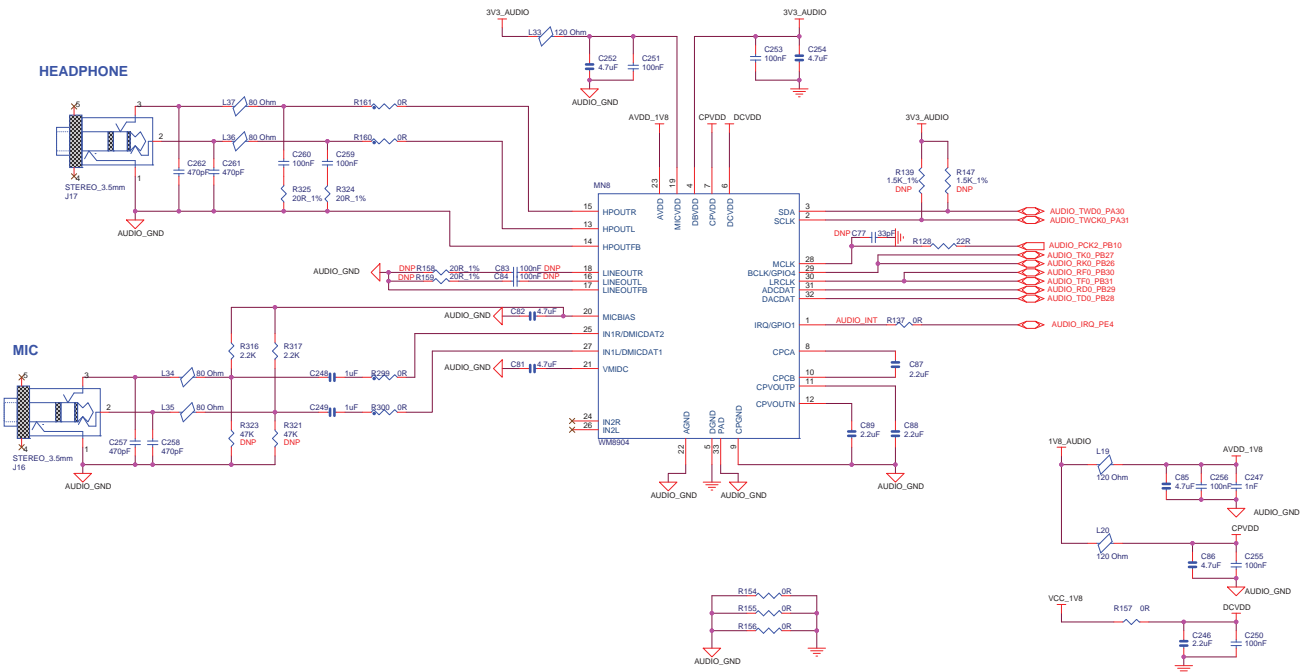 3V3_AUDIO
L33 120 Ohm
C252
4.7uF
C251
100nF
AUDIO_GND
3V3_AUDIO
C253
100nF
C254
4.7uF
HEADPHONE
5
3
2
1
4
STEREO_3.5mm
J17
AUDIO_GND
L37 80 Ohm
L36 80 Ohm
C262
470pF
C261
470pF
C260
100nF
C259
100nF
R325
20R_1%
R324
20R_1%
R161 0R
R160 0R
AVDD_1V8
CPVDD
DCVDD
3V3_AUDIO
R139
1.5K_1%
DNP
R147
1.5K_1%
DNP
MN8
23
19
4
7
6
AVDD
MICVDD
DBVDD
CPVDD
DCVDD
15 HPOUTR
13 HPOUTL
14 HPOUTFB
18 LINEOUTR
16 LINEOUTL
17 LINEOUTFB
20 MICBIAS
25 IN1R/DMICDAT2
27 IN1L/DMICDAT1
21 VMIDC
24 IN2R
26 IN2L
WM8904
AUDIO_GND
DNP R158 20R_1% C83 100nF DNP
DNP R159 20R_1% C84 100nF DNP
AUDIO_GND
C82 4.7uF
AUDIO_GND
C81 4.7uF
SDA 3 AUDIO_TWD0_PA30
SCLK 2 AUDIO_TWCK0_PA31
DNP C77 33pF
R128 22R AUDIO_PCK2_PB10
MCLK 28
BCLK/GPIO4 29
LRCLK 30
ADCDAT 31
DACDAT 32
AUDIO_TK0_PB27
AUDIO_RK0_PB26
AUDIO_RF0_PB30
AUDIO_TF0_PB31
AUDIO_RD0_PB29
AUDIO_TD0_PB28
IRQ/GPIO1 1 AUDIO_INT R137 0R AUDIO_IRQ_PE4
CPCA 8
CPCB 10
CPVOUTP 11
CPVOUTN 12
C87
2.2uF
C89
2.2uF
C88
2.2uF
AUDIO_GND
AGND
DGND
PAD
CPGND
22
5
33
9
AUDIO_GND
AUDIO_GND
MIC
5
3
2
1
4
STEREO_3.5mm
J16
AUDIO_GND
L34 80 Ohm
L35 80 Ohm
C257
470pF
C258
470pF
R316
2.2K
R317
2.2K
R323
47K
DNP
R321
47K
DNP
C248 1uF R299 0R
C249 1uF R300 0R
1V8_AUDIO
L19
120 Ohm
AVDD_1V8
C85
4.7uF
C256
100nF
C247
1nF
AUDIO_GND
L20
120 Ohm
CPVDD
C86
4.7uF
C255
100nF
AUDIO_GND
VCC_1V8
R157 0R
DCVDD
C246
2.2uF
C250
100nF
R154 0R
R155 0R
R156 0R
AUDIO_GND